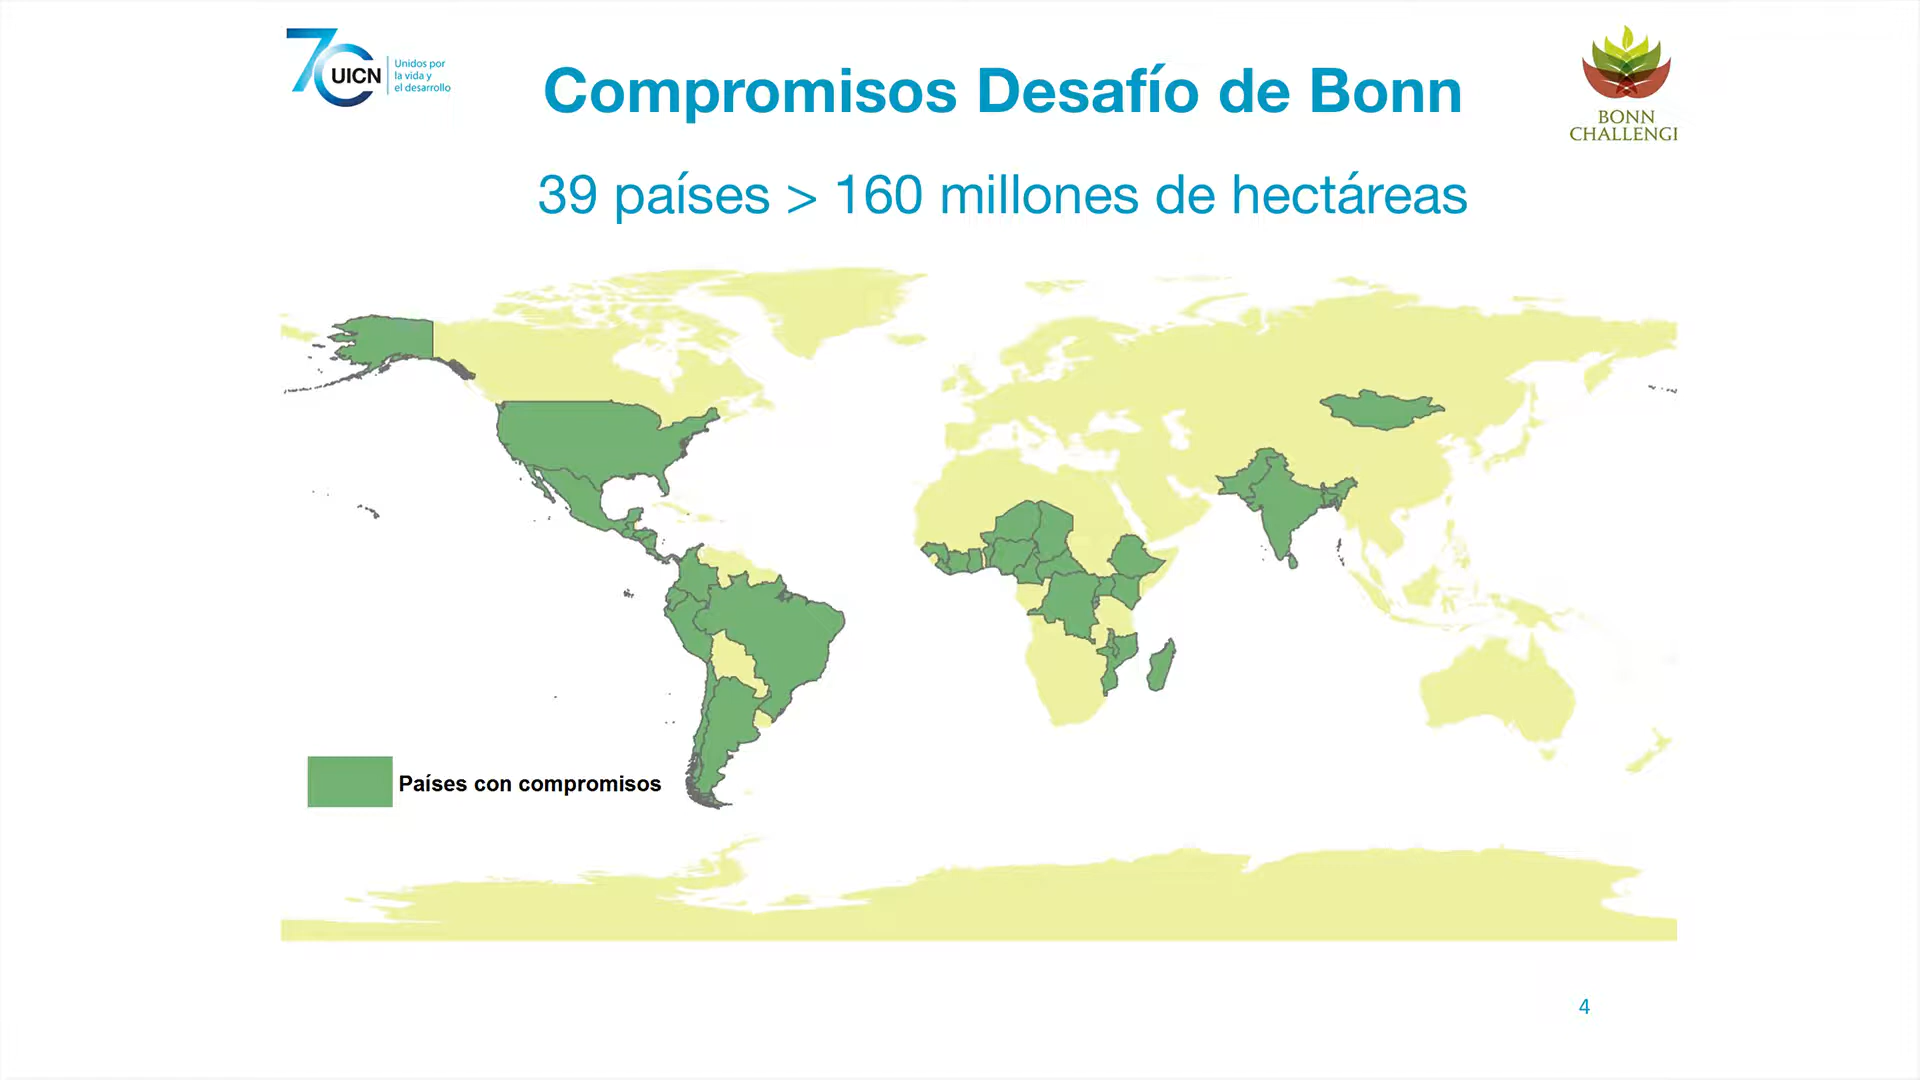 UICN
Unidos por
la vida y
el desarrollo
Compromisos Desafío de Bonn
BONN
CHALLENGE
39 países > 160 millones de hectáreas
Países con compromisos
4